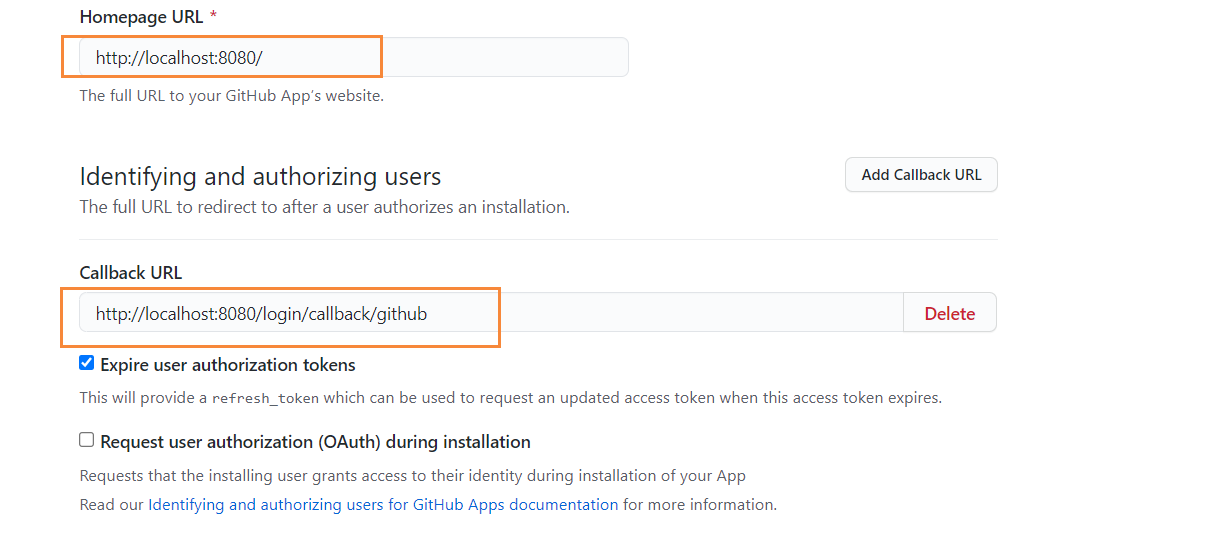 Homepage URL *
http://localhost:8080/
The full URL to your GitHub App's website.
Identifying and authorizing users
Add Callback URL
The full URL to redirect to after a user authorizes an installation.
Callback URL
http://localhost:8080/login/callback/github
Delete
Expire user authorization tokens
This will provide a refresh_token which can be used to request an updated access token when this access token expires.
Request user authorization (OAuth) during installation
Requests that the installing user grants access to their identity during installation of your App
Read our Identifying and authorizing users for GitHub Apps documentation for more information.